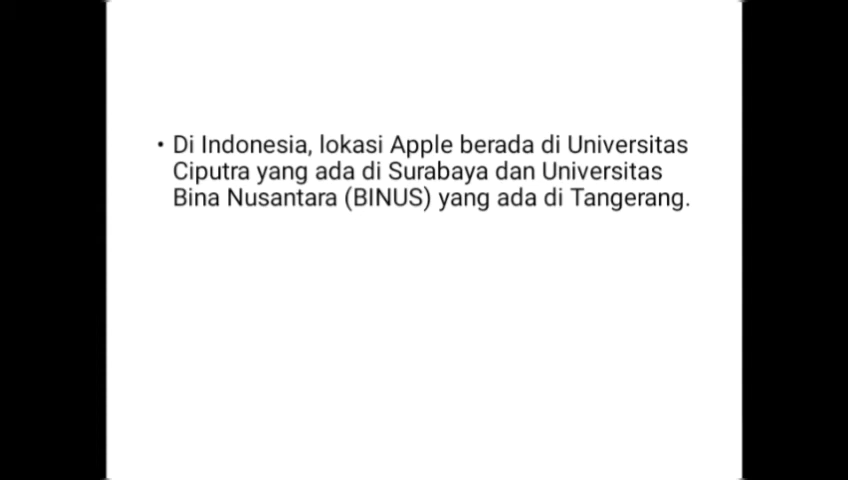 • Di Indonesia, lokasi Apple berada di Universitas
Ciputra yang ada di Surabaya dan Universitas
Bina Nusantara (BINUS) yang ada di Tangerang.